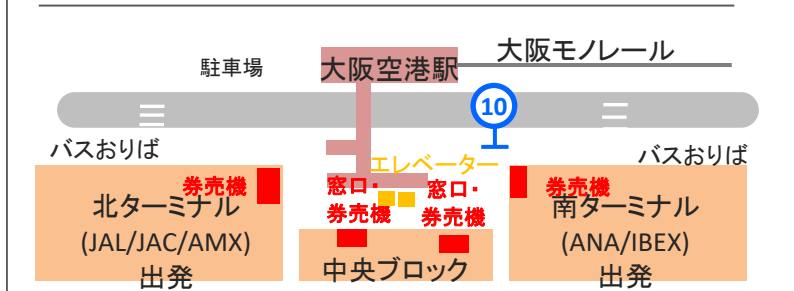 大阪モノレール
駐車場
大阪空港駅
10
バスおりば
バスおりば
エレベーター
券売機
窓口・
券売機
窓口・
券売機
券売機
北ターミナル
(JAL/JAC/AMX)
出発
中央ブロック
南ターミナル
(ANA/IBEX)
出発